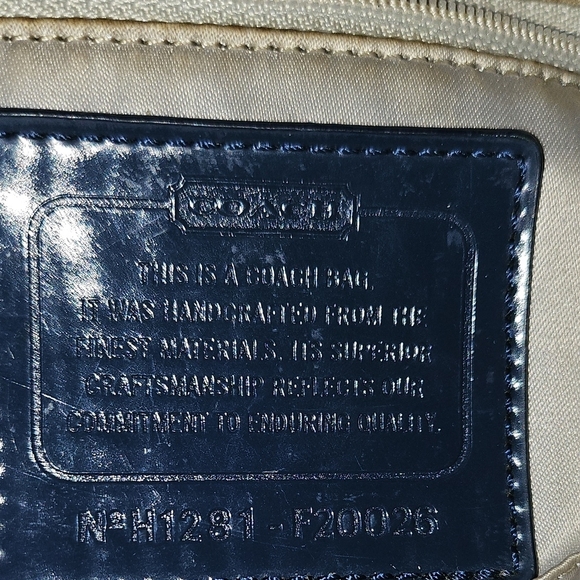 COACH
THIS IS A COACH BAG.
IT WAS HANDCRAFTED FROM THE
FINEST MATERIALS. ITS SUPERIOR
CRAFTSMANSHIP REFLECTS OUR
COMMITMENT TO ENDURING QUALITY.
Nº H1281-F20026